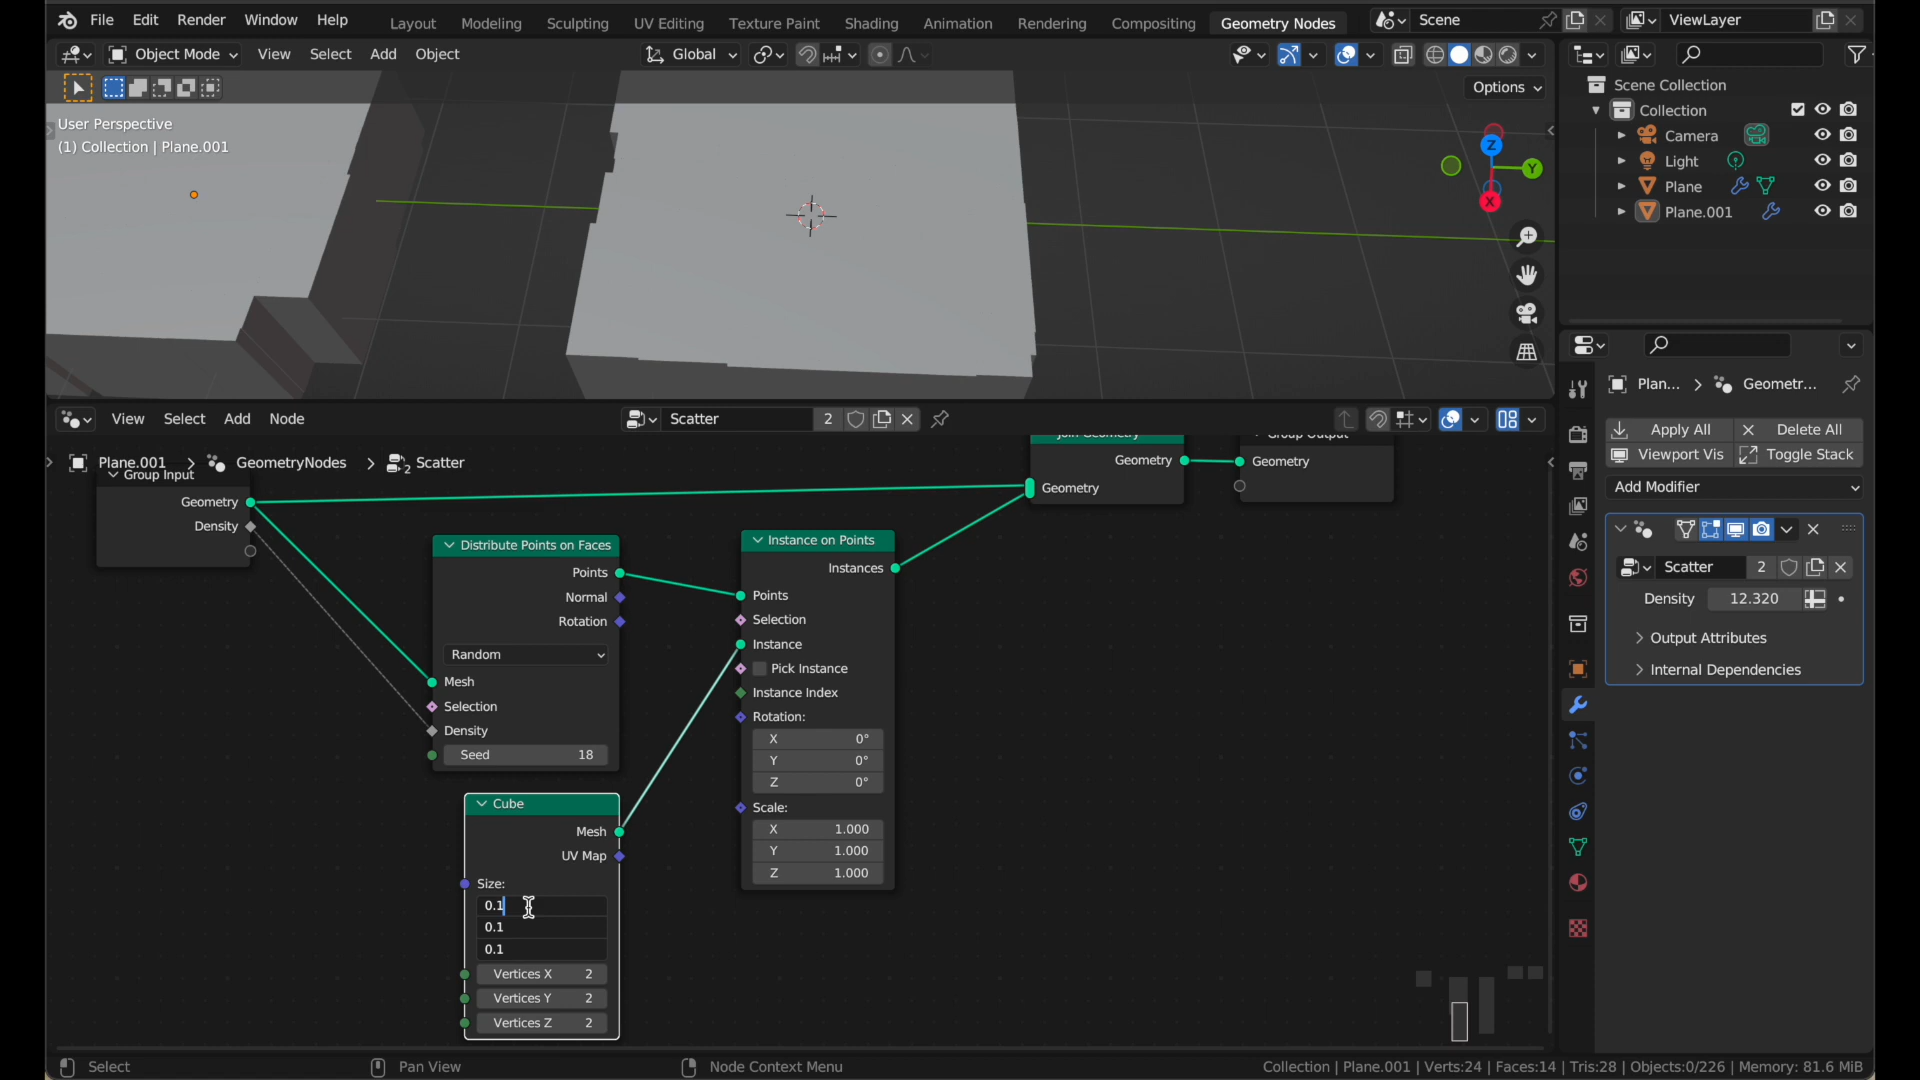 File Edit Render Window Help Layout Modeling Sculpting UV Editing Texture Paint Shading Animation Rendering Compositing Geometry Nodes Scene ViewLayer
Object Mode View Select Add Object Global
Options
User Perspective
(1) Collection | Plane.001
Z
Y
X
Scene Collection
Collection
Camera
Light
Plane
Plane.001
View Select Add Node Scatter 2
Plane.001 > GeometryNodes > 2 Scatter
Group Input
Geometry
Density
Distribute Points on Faces
Points
Normal
Rotation
Random
Mesh
Selection
Density
Seed 18
Cube
Mesh
UV Map
Size:
0.1
0.1
0.1
Vertices X 2
Vertices Y 2
Vertices Z 2
Instance on Points
Instances
Points
Selection
Instance
Pick Instance
Instance Index
Rotation:
X 0°
Y 0°
Z 0°
Scale:
X 1.000
Y 1.000
Z 1.000
Join Geometry
Geometry
Geometry
Group Output
Geometry
Plan... > Geometr...
Apply All Delete All
Viewport Vis Toggle Stack
Add Modifier
Scatter 2
Density 12.320
Output Attributes
Internal Dependencies
Select Pan View Node Context Menu Collection | Plane.001 | Verts:24 | Faces:14 | Tris:28 | Objects:0/226 | Memory: 81.6 MiB